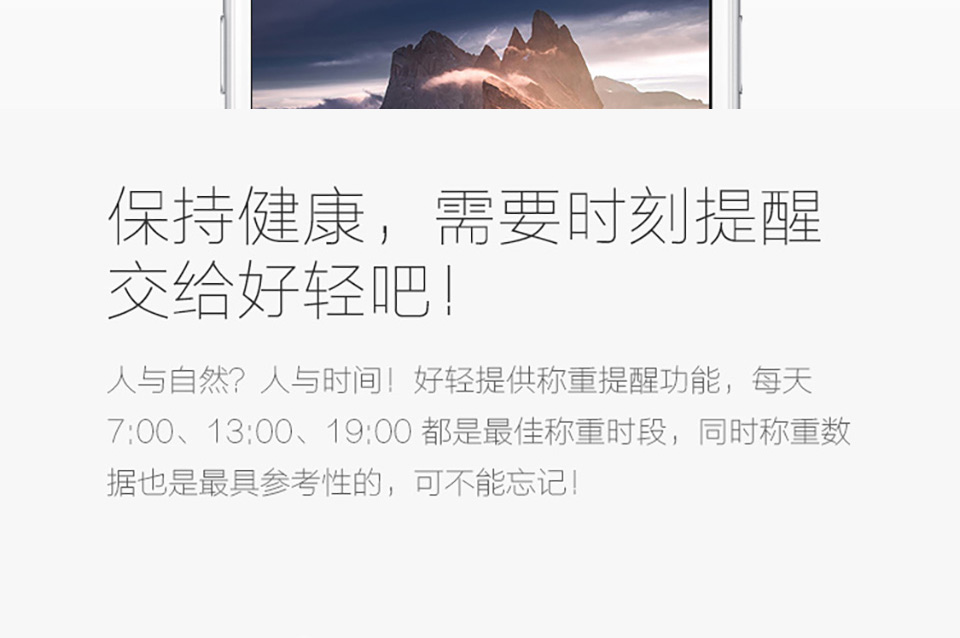 保持健康，需要时刻提醒
交给好轻吧！
人与自然？人与时间！好轻提供称重提醒功能，每天
7:00、13:00、19:00 都是最佳称重时段，同时称重数
据也是最具参考性的，可不能忘记！